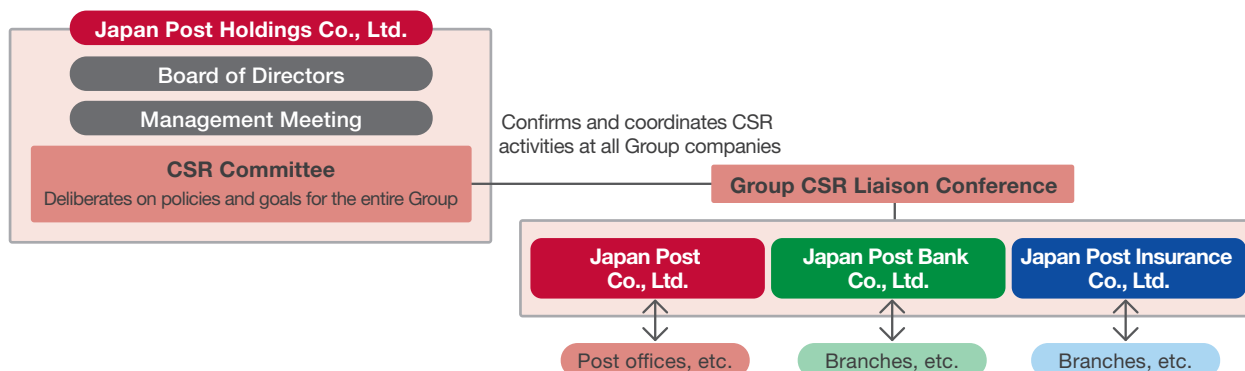 Japan Post Holdings Co., Ltd.
Board of Directors
Management Meeting
CSR Committee
Deliberates on policies and goals for the entire Group
Confirms and coordinates CSR
activities at all Group companies
Group CSR Liaison Conference
Japan Post
Co., Ltd.
Japan Post Bank
Co., Ltd.
Japan Post Insurance
Co., Ltd.
Post offices, etc.
Branches, etc.
Branches, etc.